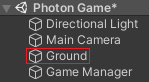 Photon Game*
Directional Light
Main Camera
Ground
Game Manager